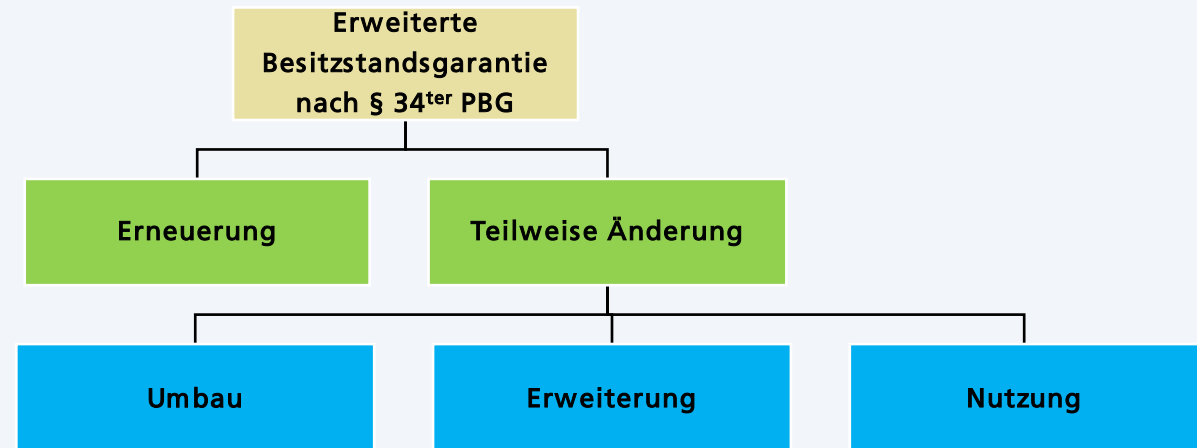 Erweiterte
Besitzstandsgarantie
nach § 34ter PBG
Erneuerung
Teilweise Änderung
Umbau
Erweiterung
Nutzung